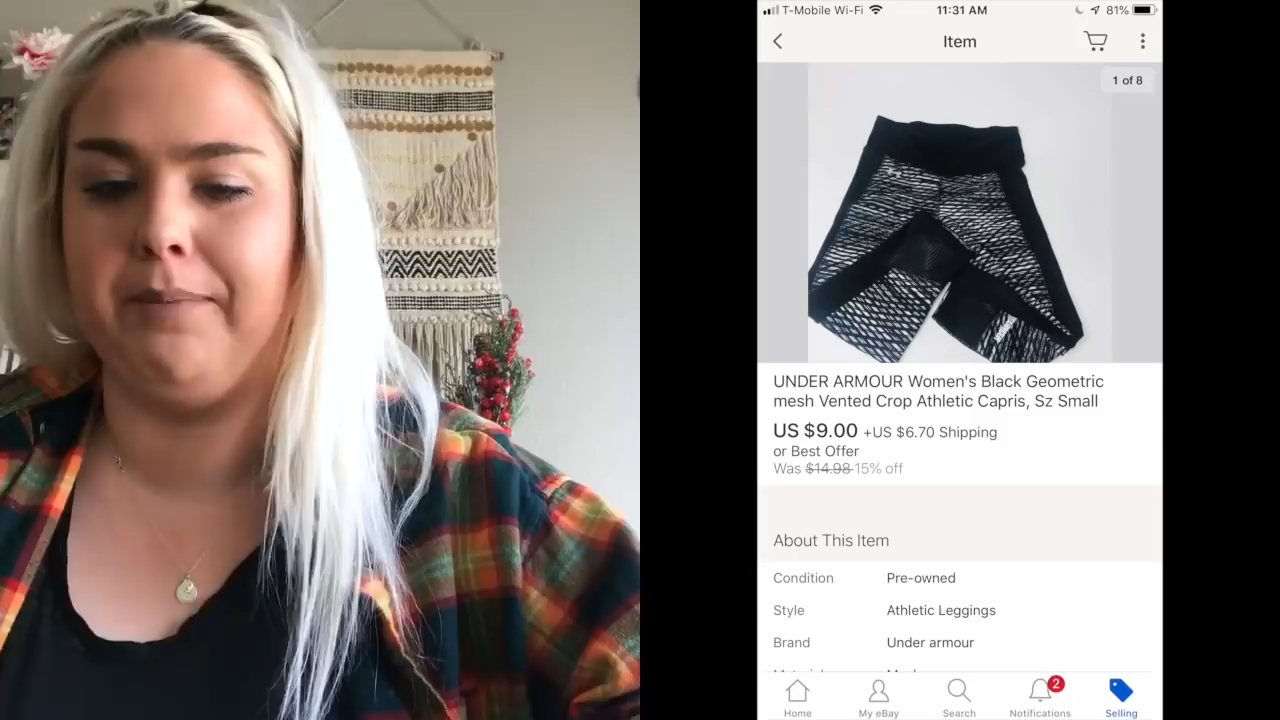 T-Mobile Wi-Fi 11:31 AM 81%
Item
1 of 8
UNDER ARMOUR Women's Black Geometric
mesh Vented Crop Athletic Capris, Sz Small
US $9.00 +US $6.70 Shipping
or Best Offer
Was $14.98 15% off
About This Item
Condition Pre-owned
Style Athletic Leggings
Brand Under armour
2
Home My eBay Search Notifications Selling